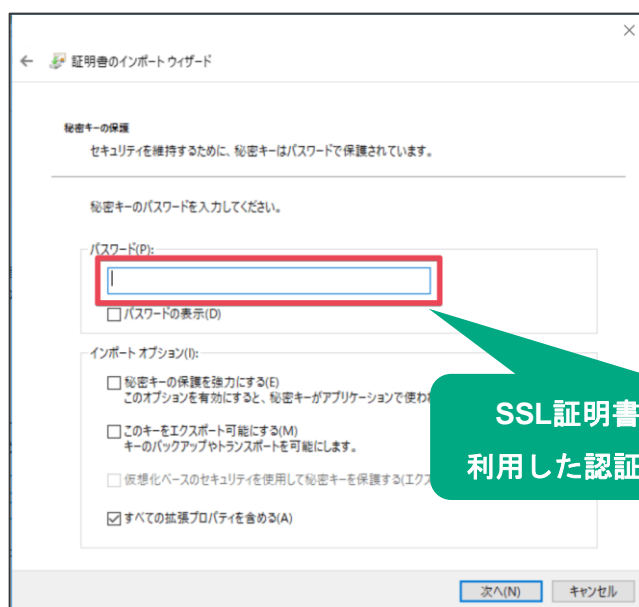 証明書のインポート ウィザード
秘密キーの保護
セキュリティを維持するために、秘密キーはパスワードで保護されています。
秘密キーのパスワードを入力してください。
パスワード(P):
パスワードの表示(D)
インポート オプション(I):
秘密キーの保護を強力にする(E)
このオプションを有効にすると、秘密キーがアプリケーションで使わ
このキーをエクスポート可能にする(M)
キーのバックアップやトランスポートを可能にします。
仮想化ベースのセキュリティを使用して秘密キーを保護する(エクス
すべての拡張プロパティを含める(A)
SSL証明書
利用した認証
次へ(N)
キャンセル